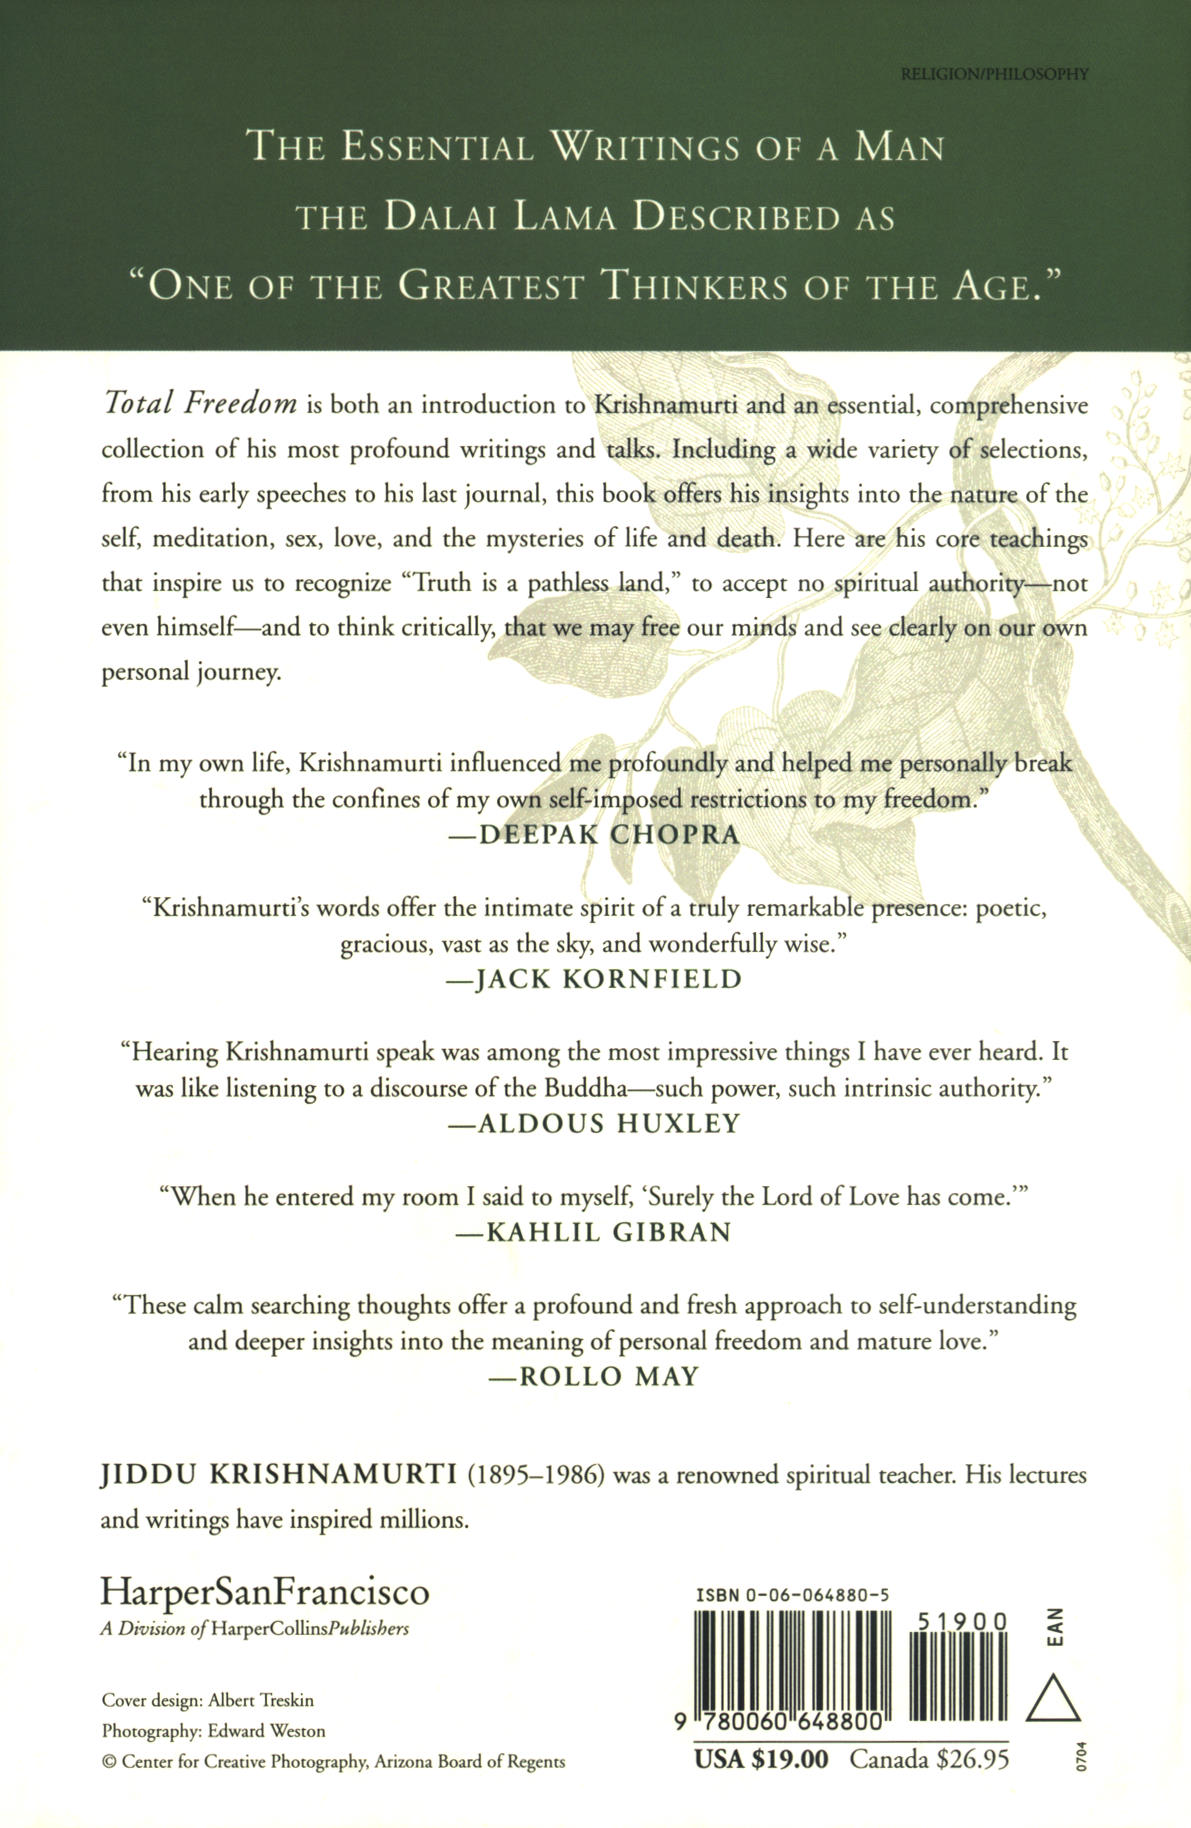 RELIGION/PHILOSOPHY
THE ESSENTIAL WRITINGS OF A MAN
THE DALAI LAMA DESCRIBED AS
“ONE OF THE GREATEST THINKERS OF THE AGE.”
Total Freedom is both an introduction to Krishnamurti and an essential, comprehensive
collection of his most profound writings and talks. Including a wide variety of selections,
from his early speeches to his last journal, this book offers his insights into the nature of the
self, meditation, sex, love, and the mysteries of life and death. Here are his core teachings
that inspire us to recognize “Truth is a pathless land,” to accept no spiritual authority—not
even himself—and to think critically, that we may free our minds and see clearly on our own
personal journey.
“In my own life, Krishnamurti influenced me profoundly and helped me personally break
through the confines of my own self-imposed restrictions to my freedom.”
—DEEPAK CHOPRA
“Krishnamurti’s words offer the intimate spirit of a truly remarkable presence: poetic,
gracious, vast as the sky, and wonderfully wise.”
—JACK KORNFIELD
“Hearing Krishnamurti speak was among the most impressive things I have ever heard. It
was like listening to a discourse of the Buddha—such power, such intrinsic authority.”
—ALDOUS HUXLEY
“When he entered my room I said to myself, ‘Surely the Lord of Love has come.’”
—KAHLIL GIBRAN
“These calm searching thoughts offer a profound and fresh approach to self-understanding
and deeper insights into the meaning of personal freedom and mature love.”
—ROLLO MAY
JIDDU KRISHNAMURTI (1895–1986) was a renowned spiritual teacher. His lectures
and writings have inspired millions.
HarperSanFrancisco
A Division of HarperCollinsPublishers
Cover design: Albert Treskin
Photography: Edward Weston
© Center for Creative Photography, Arizona Board of Regents
ISBN 0-06-064880-5
51900
EAN
9 780060 648800
USA $19.00 Canada $26.95
0704